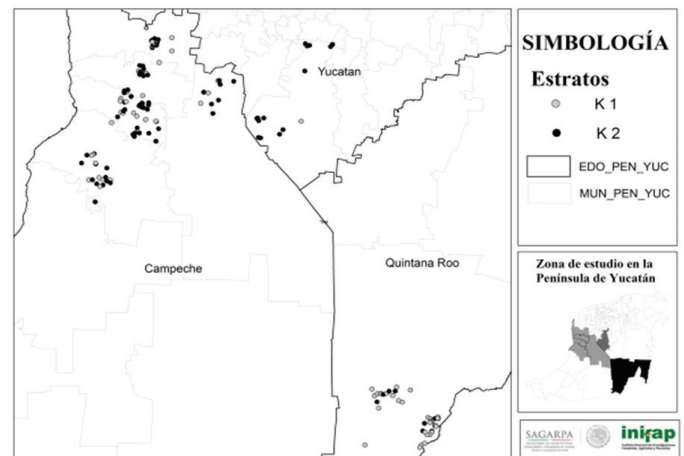 Yucatan
Campeche
Quintana Roo
SIMBOLOGÍA
Estratos
K 1
K 2
EDO_PEN_YUC
MUN_PEN_YUC
Zona de estudio en la
Península de Yucatán
SAGARPA
inifap